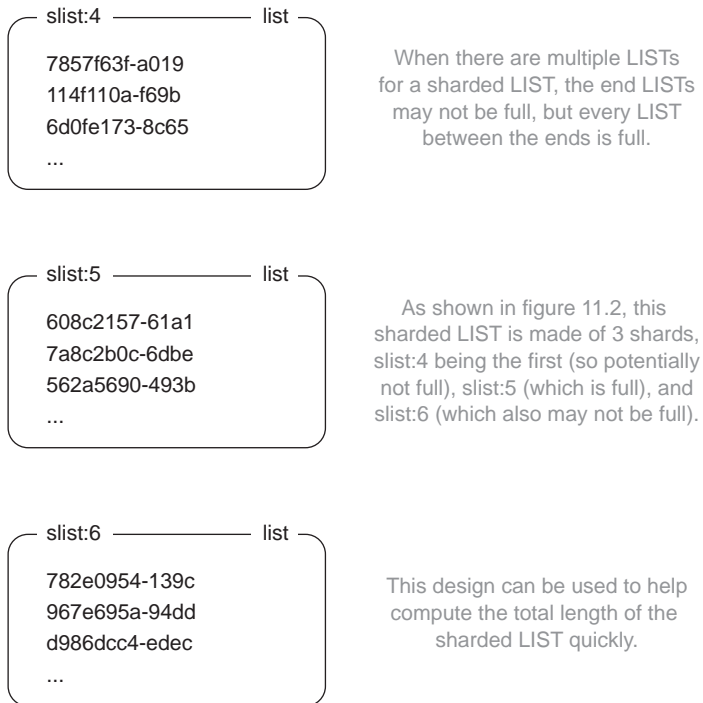 slist:4 list
7857f63f-a019
114f110a-f69b
6d0fe173-8c65
...
When there are multiple LISTs
for a sharded LIST, the end LISTs
may not be full, but every LIST
between the ends is full.
slist:5 list
608c2157-61a1
7a8c2b0c-6dbe
562a5690-493b
...
As shown in figure 11.2, this
sharded LIST is made of 3 shards,
slist:4 being the first (so potentially
not full), slist:5 (which is full), and
slist:6 (which also may not be full).
slist:6 list
782e0954-139c
967e695a-94dd
d986dcc4-edec
...
This design can be used to help
compute the total length of the
sharded LIST quickly.